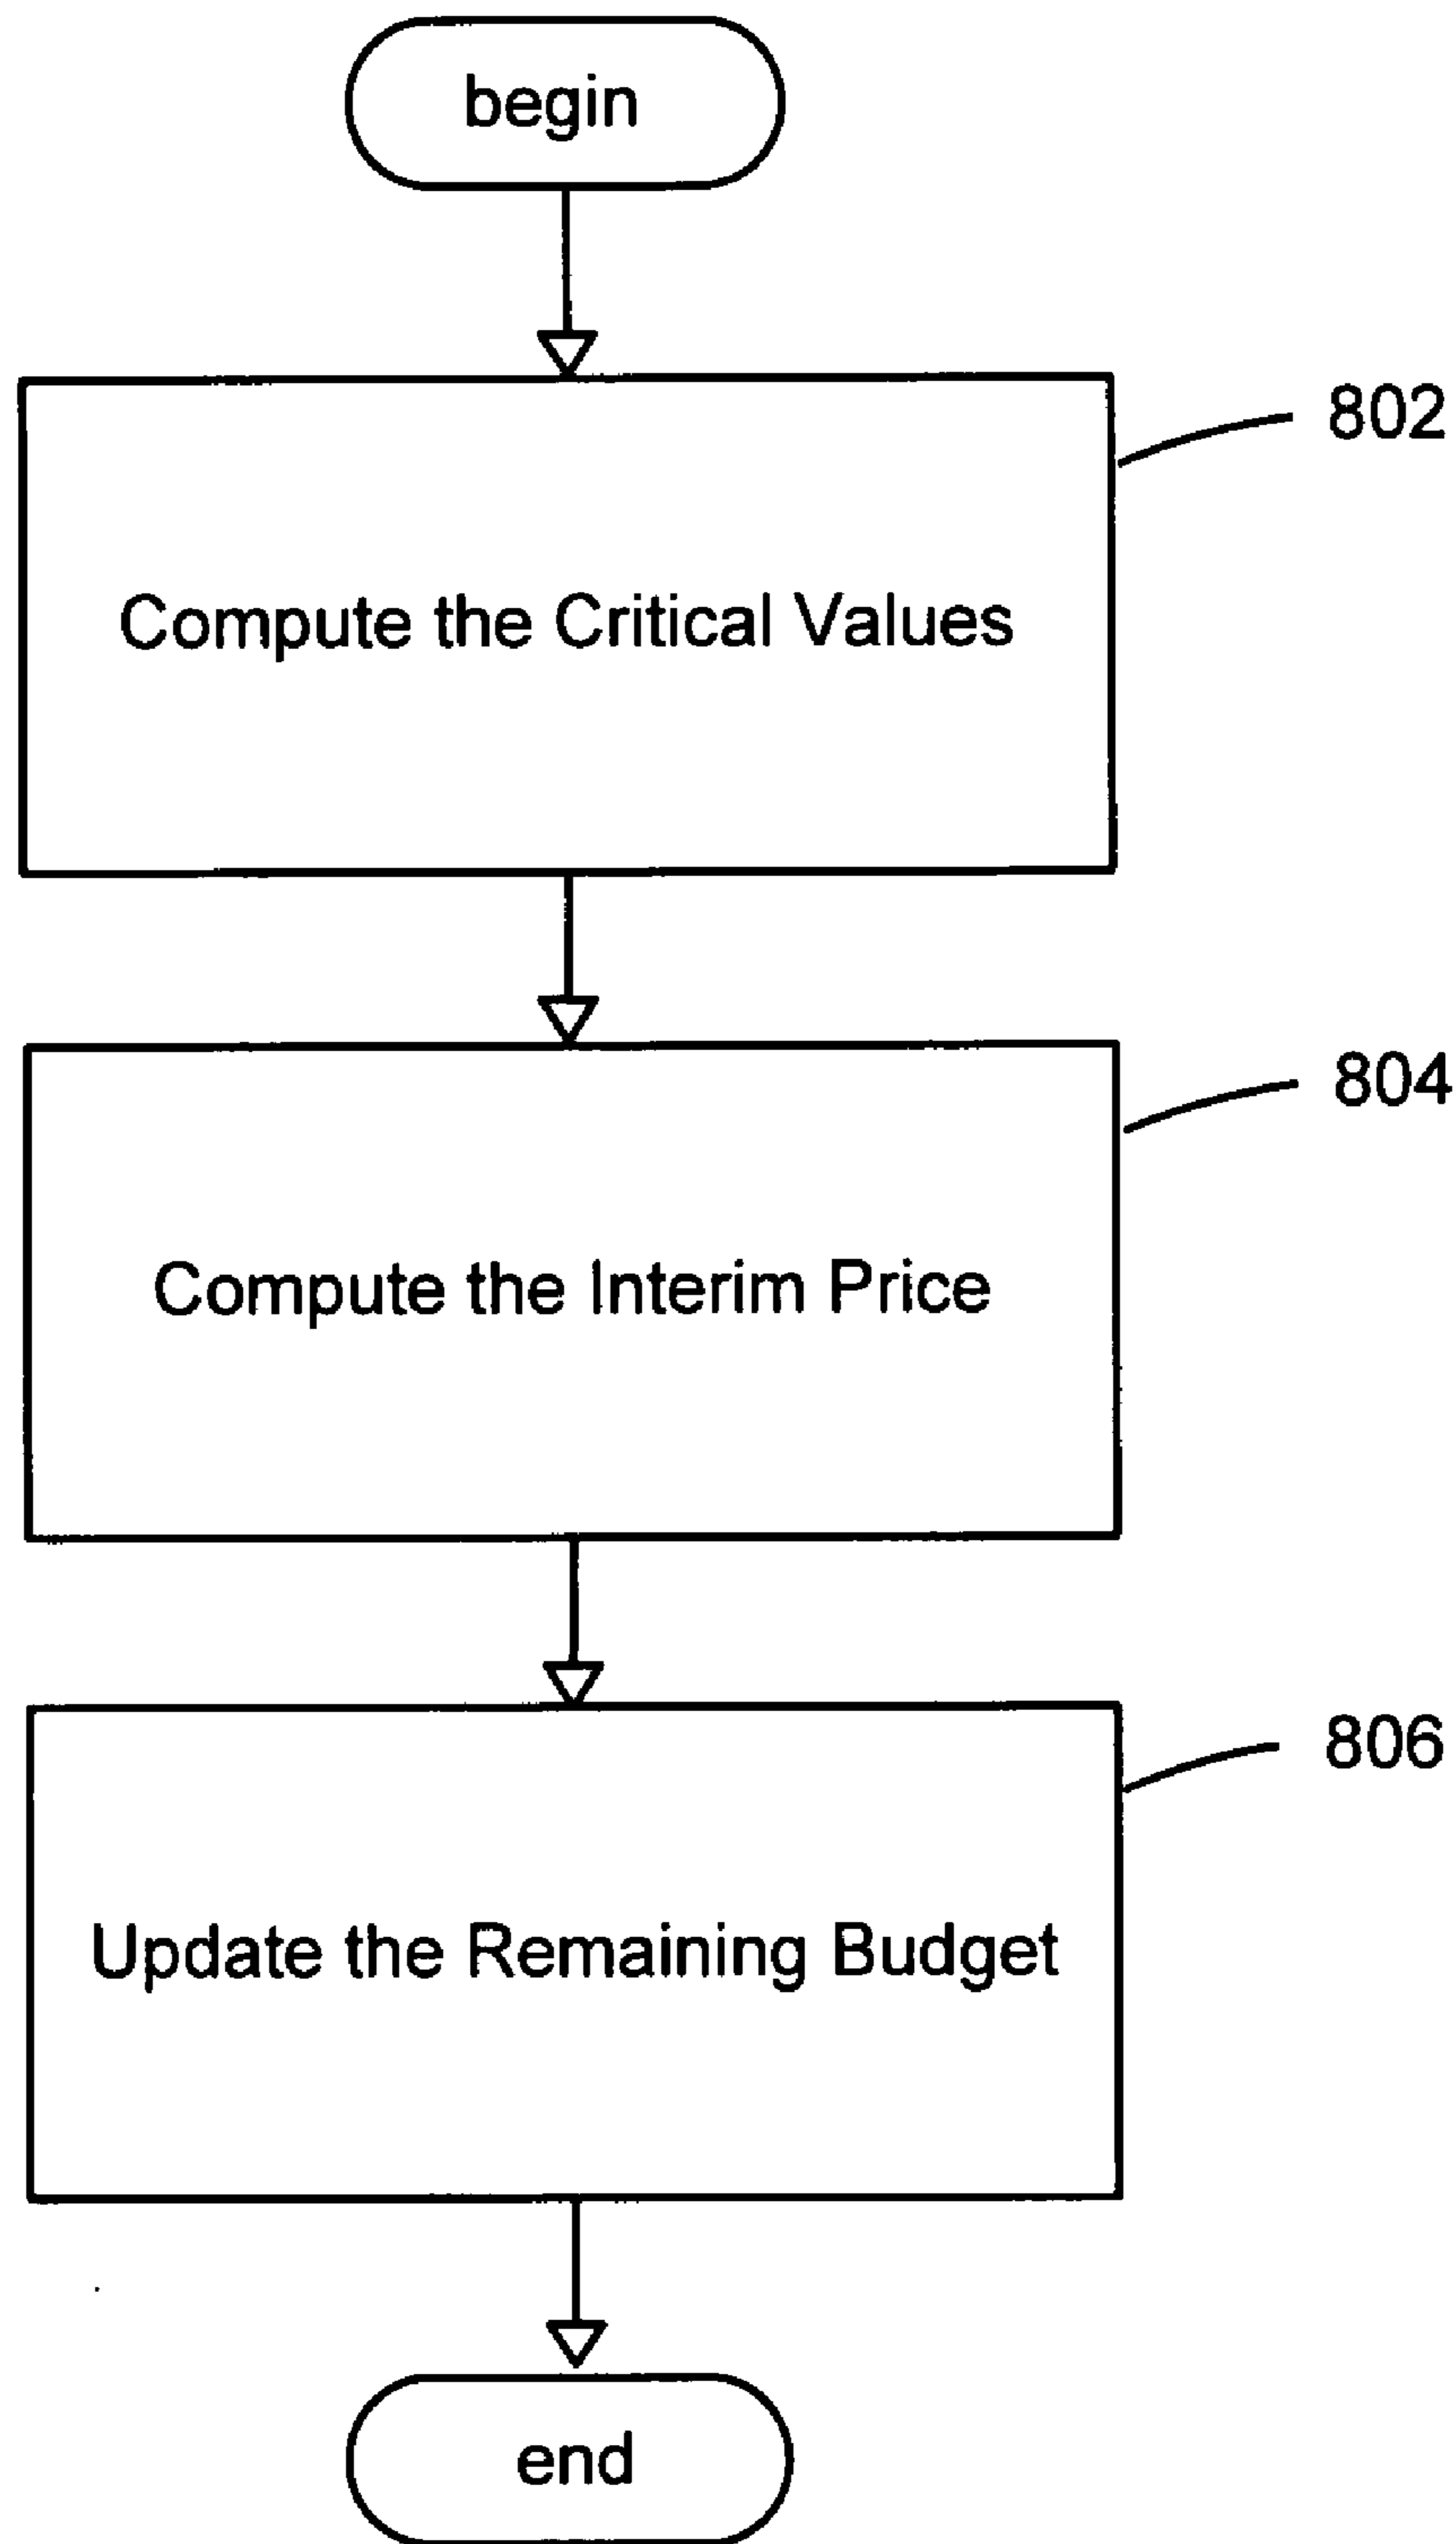 begin
802
Compute the Critical Values
804
Compute the Interim Price
806
Update the Remaining Budget
end